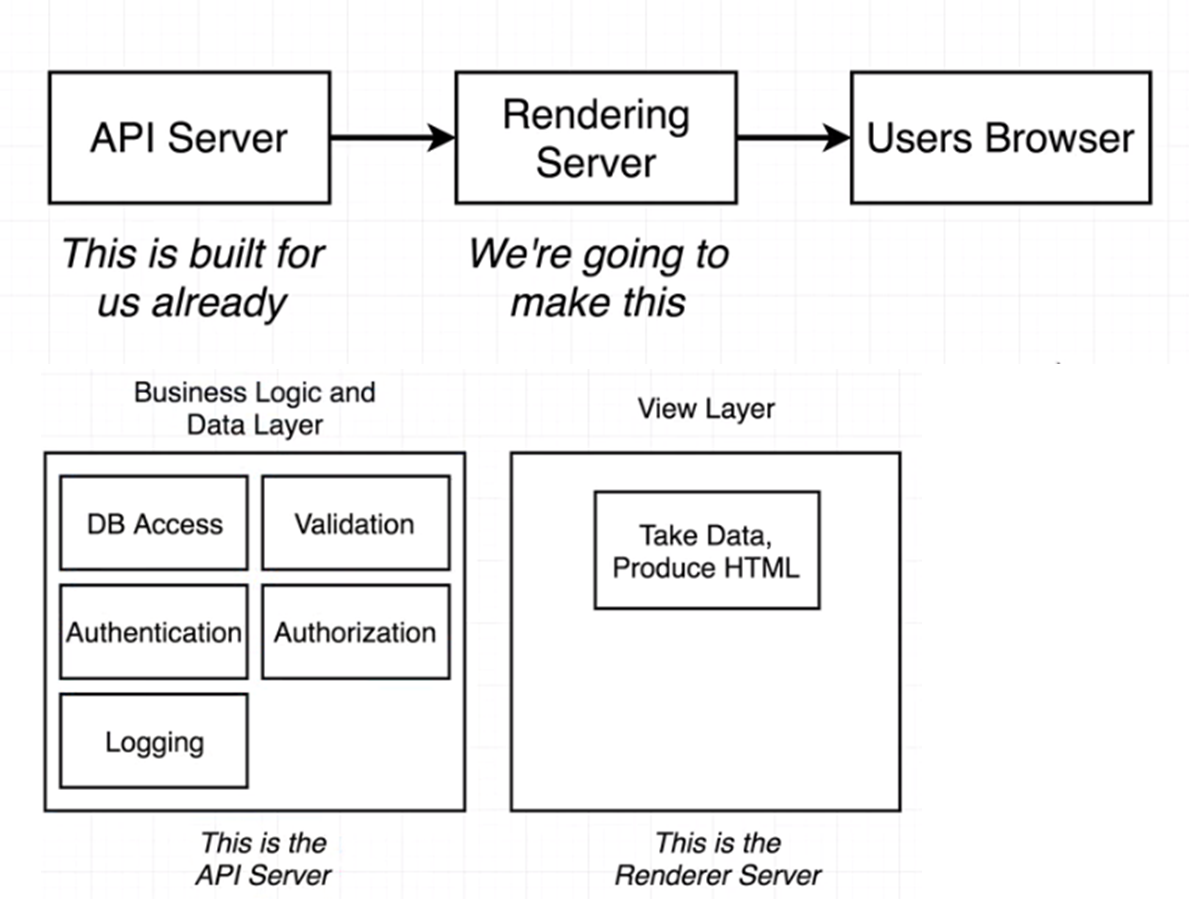 API Server
Rendering
Server
Users Browser
This is built for
us already
We're going to
make this
Business Logic and
Data Layer
DB Access
Validation
Authentication
Authorization
Logging
This is the
API Server
View Layer
Take Data,
Produce HTML
This is the
Renderer Server